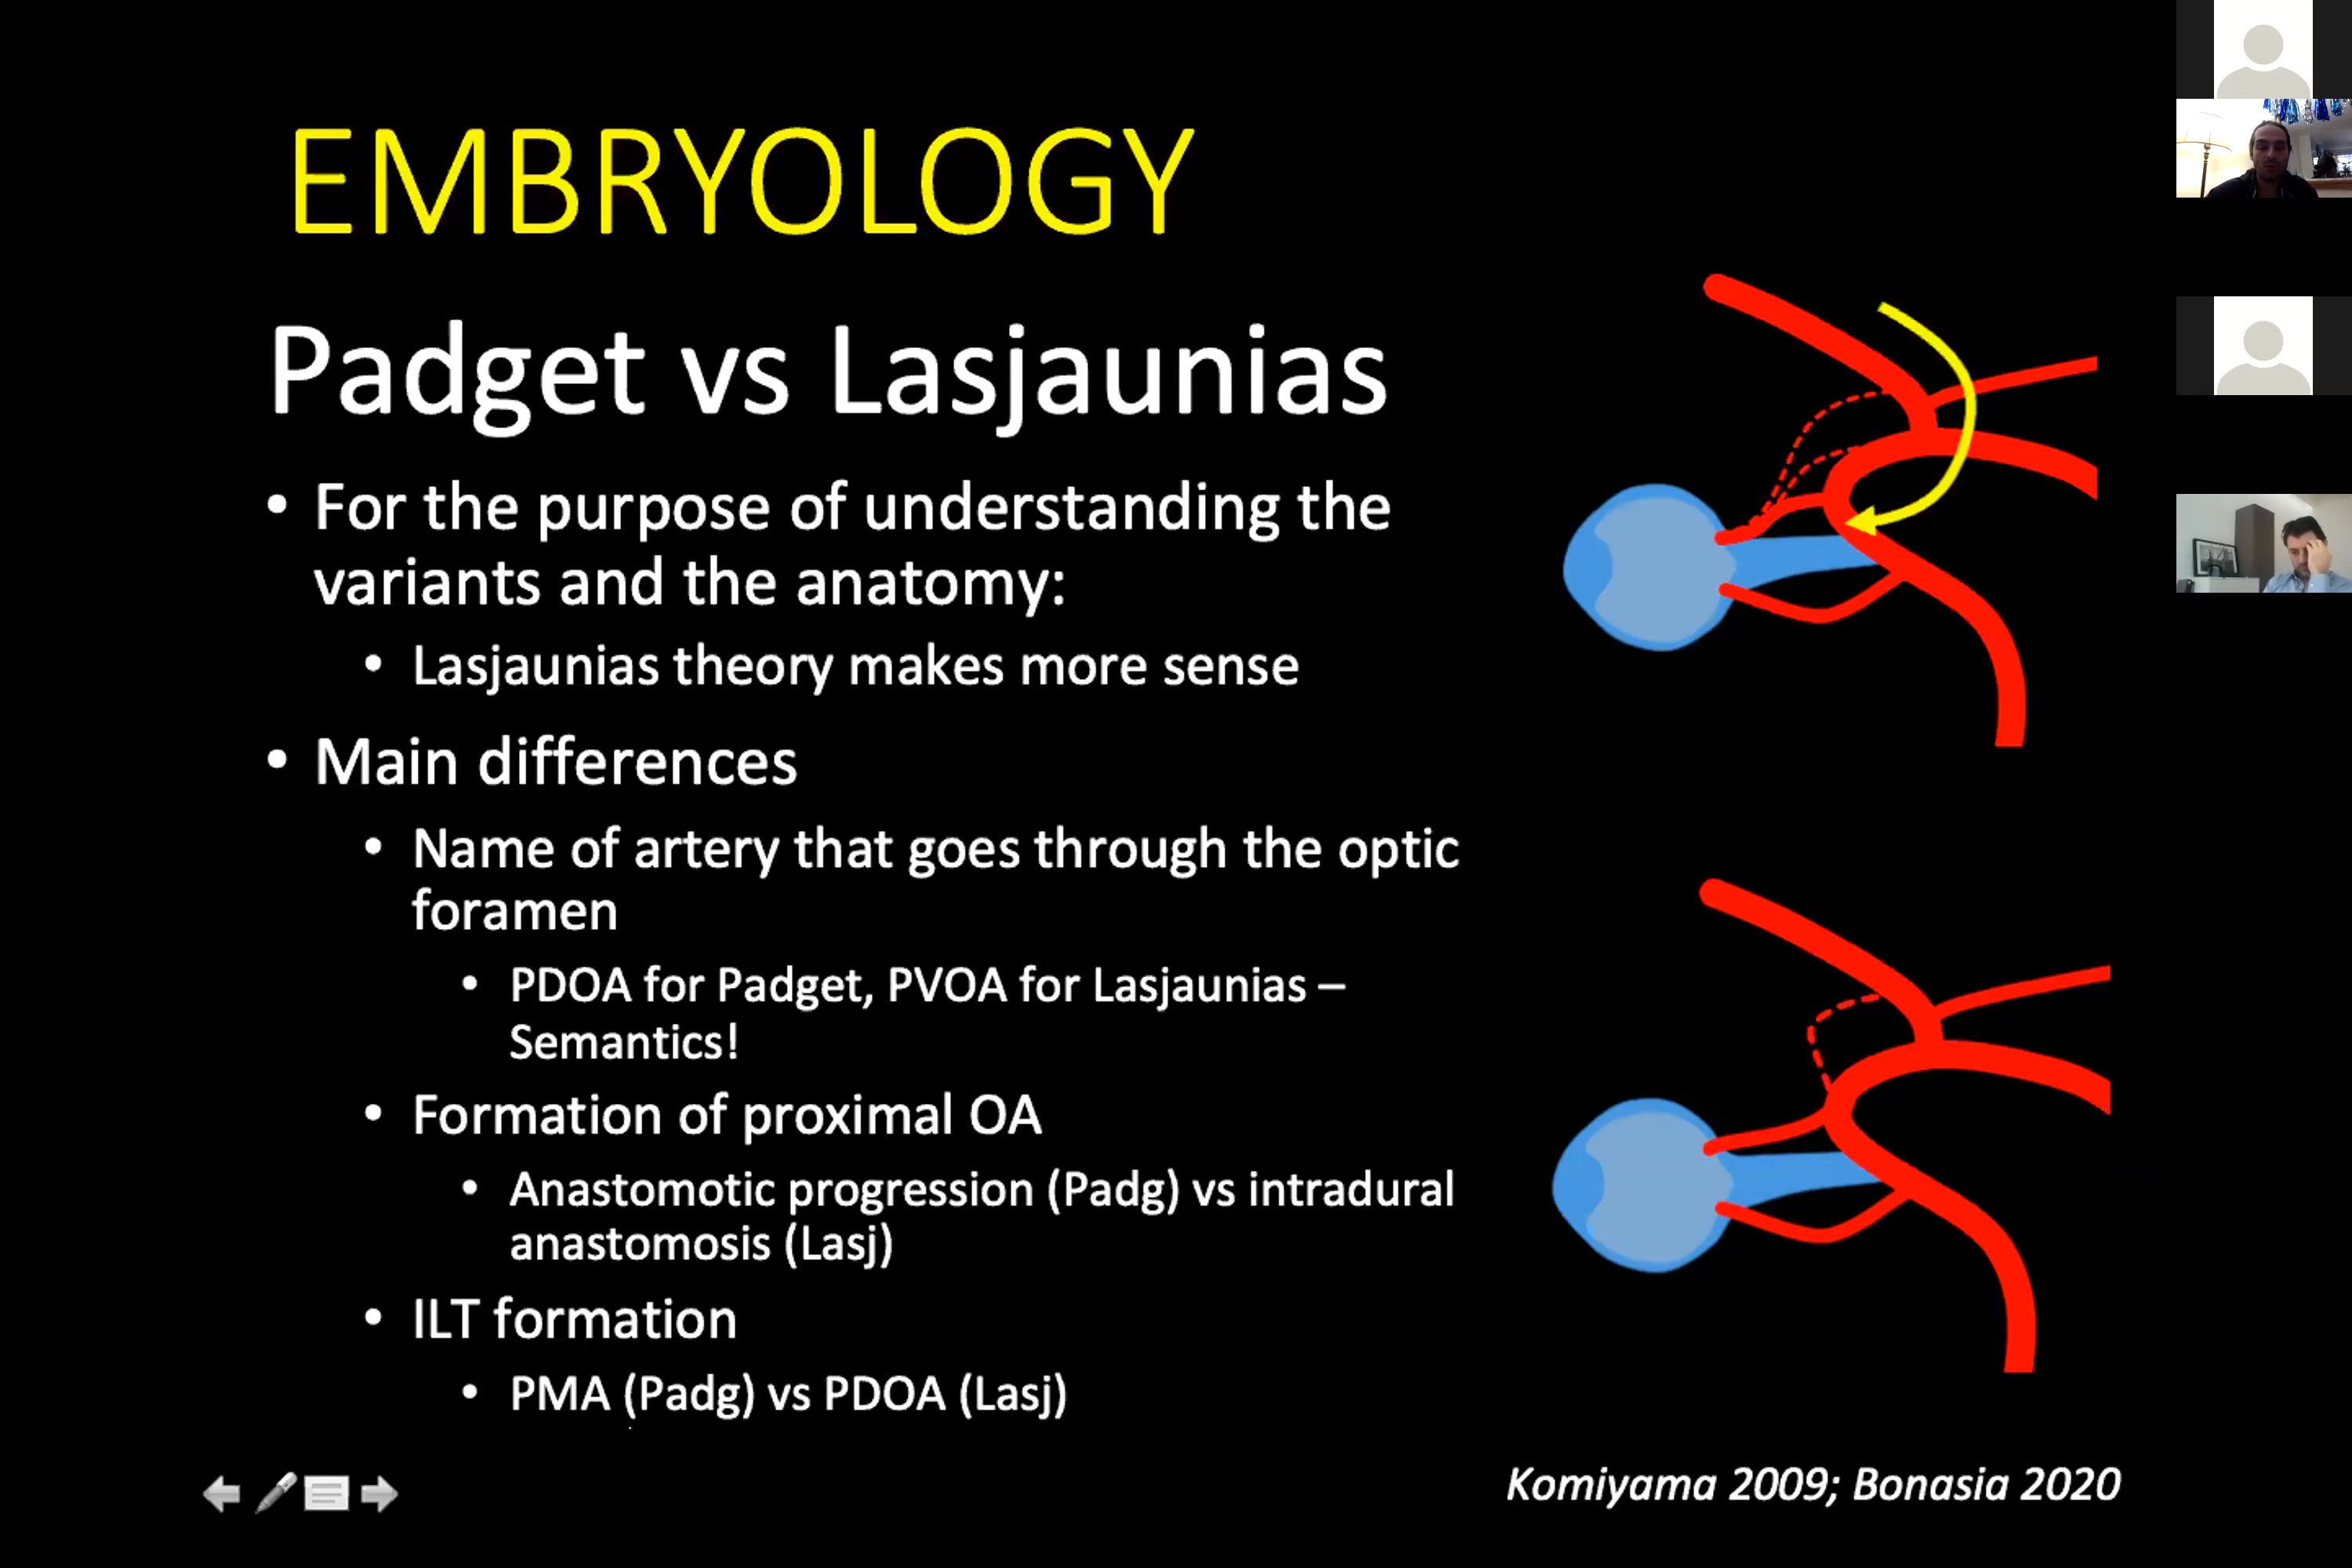 EMBRYOLOGY
Padget vs Lasjaunias
• For the purpose of understanding the
variants and the anatomy:
• Lasjaunias theory makes more sense
• Main differences
• Name of artery that goes through the optic
foramen
• PDOA for Padget, PVOA for Lasjaunias –
Semantics!
• Formation of proximal OA
• Anastomotic progression (Padg) vs intradural
anastomosis (Lasj)
• ILT formation
• PMA (Padg) vs PDOA (Lasj)
Komiyama 2009; Bonasia 2020